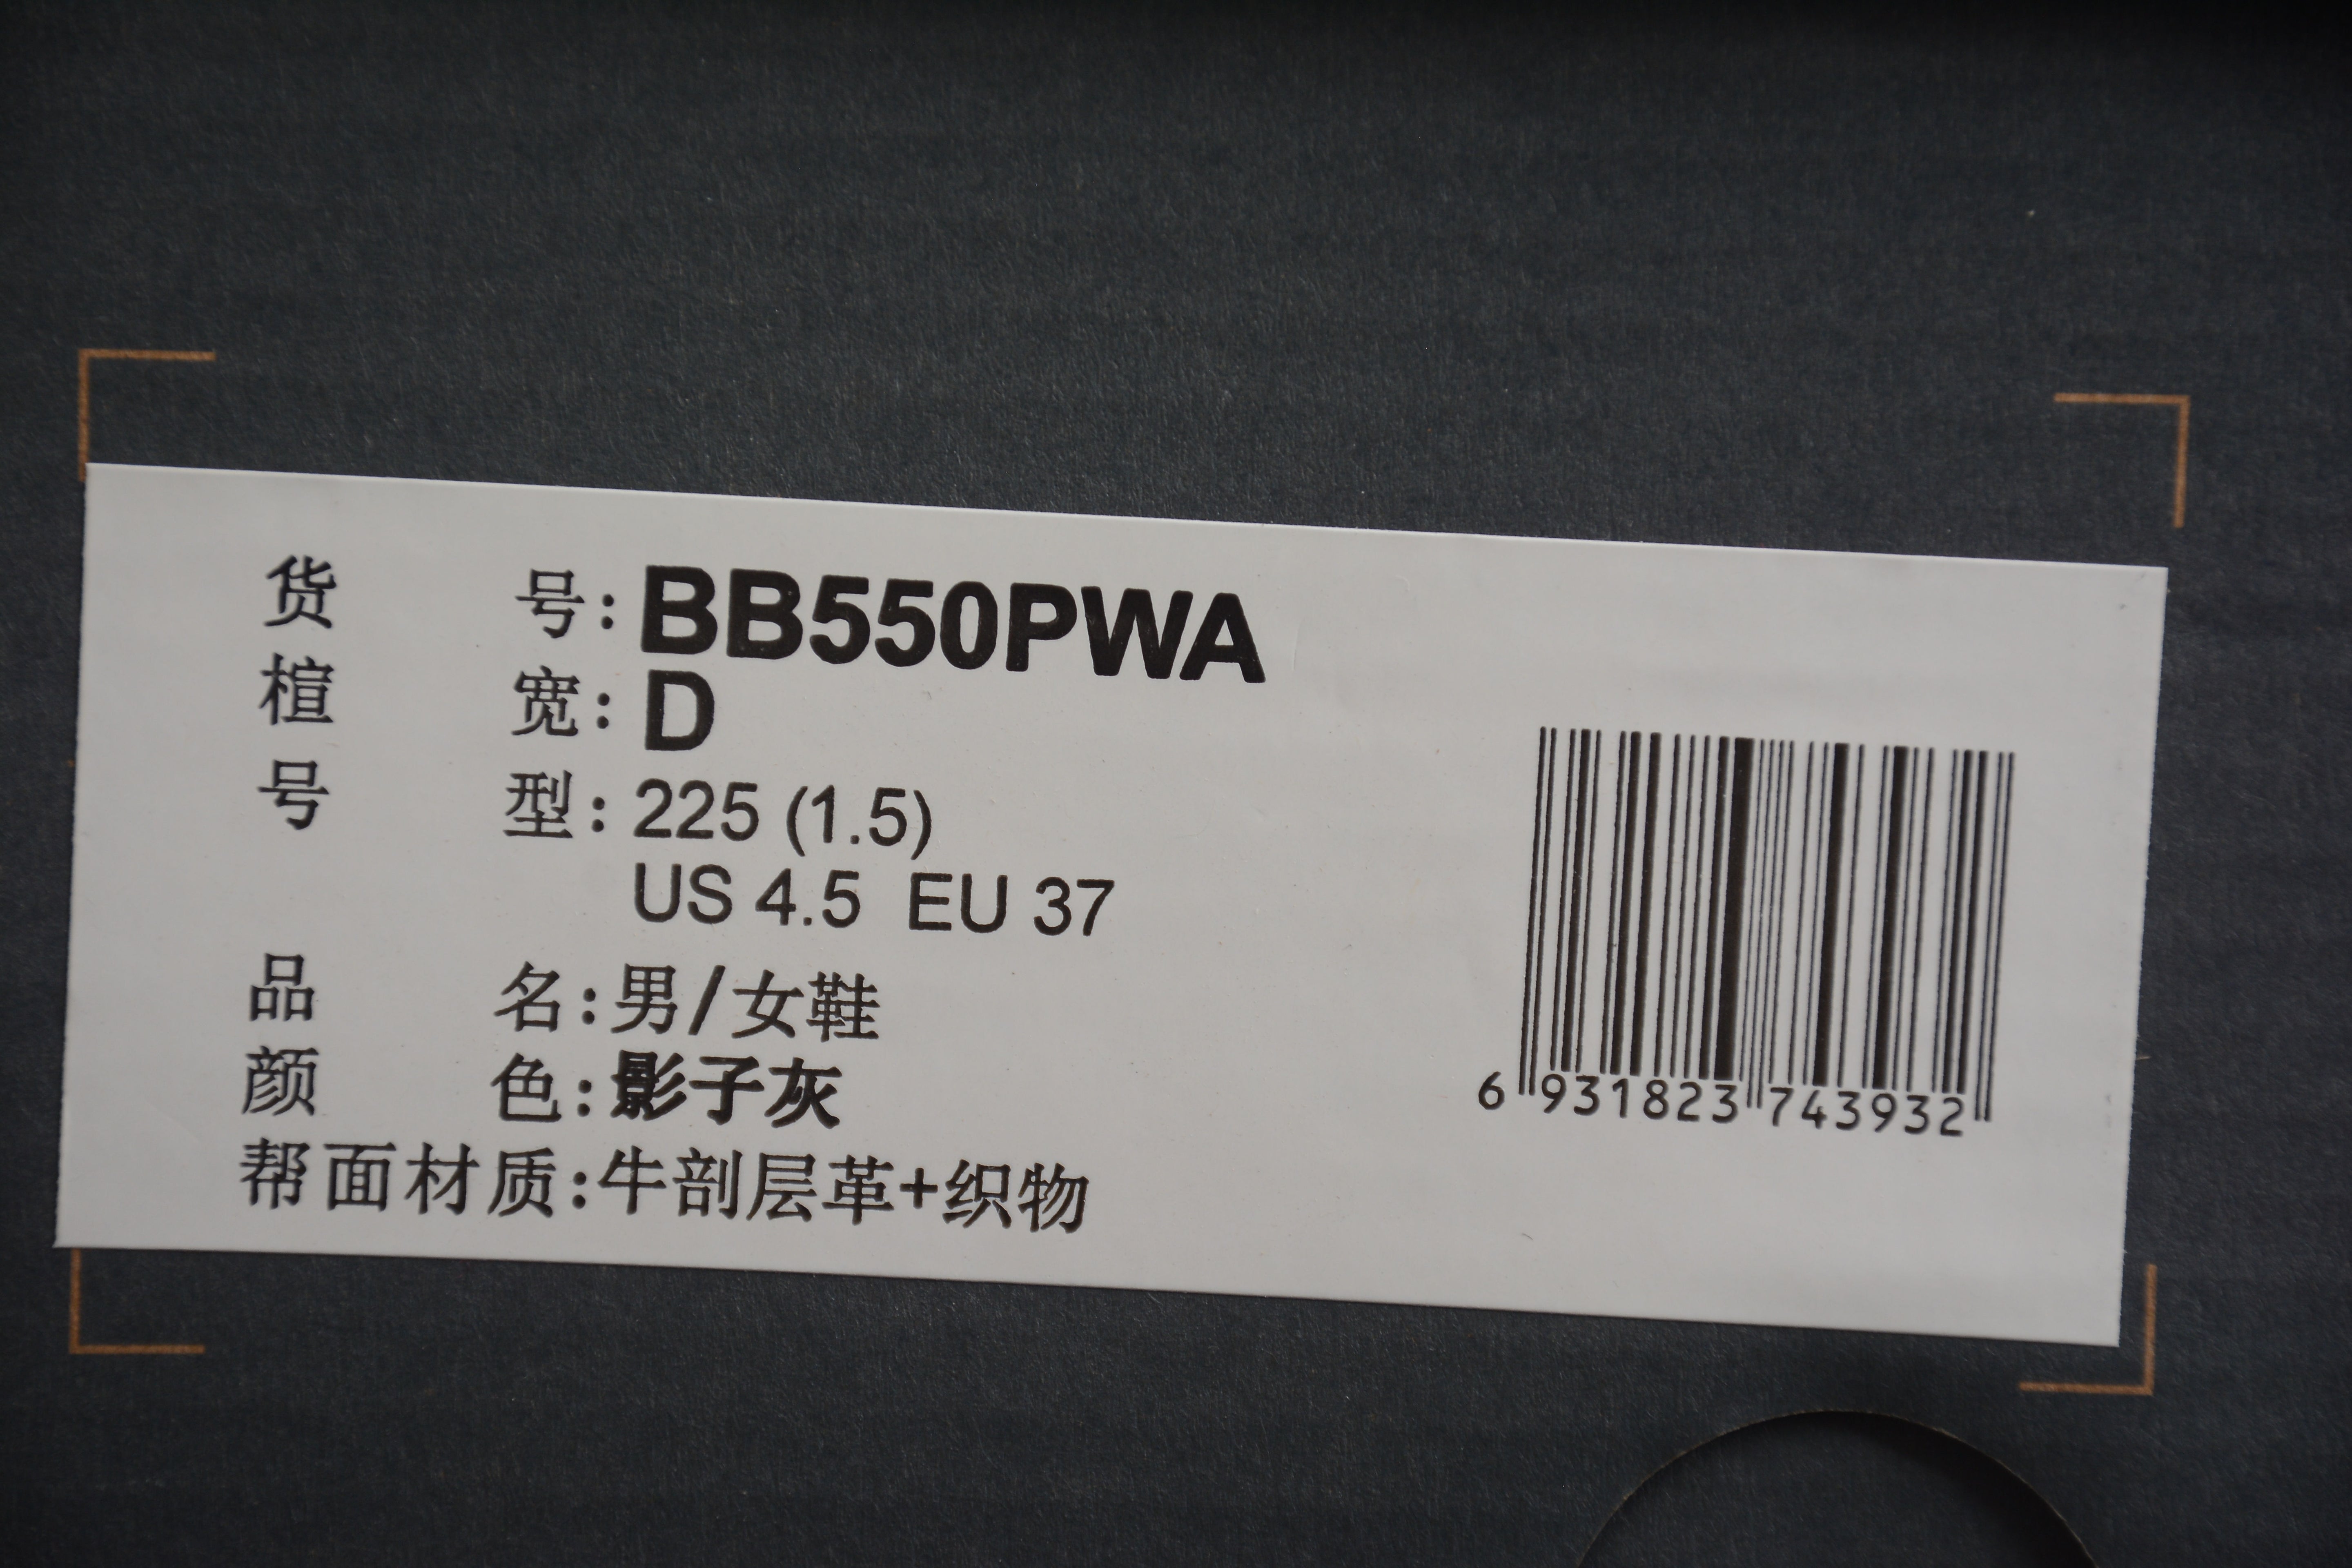 货 号：BB550PWA
楦 宽：D
号 型：225 (1.5)
US 4.5 EU 37
品 名：男/女鞋
颜 色：影子灰
帮面材质：牛剖层革+织物
6 931823 743932